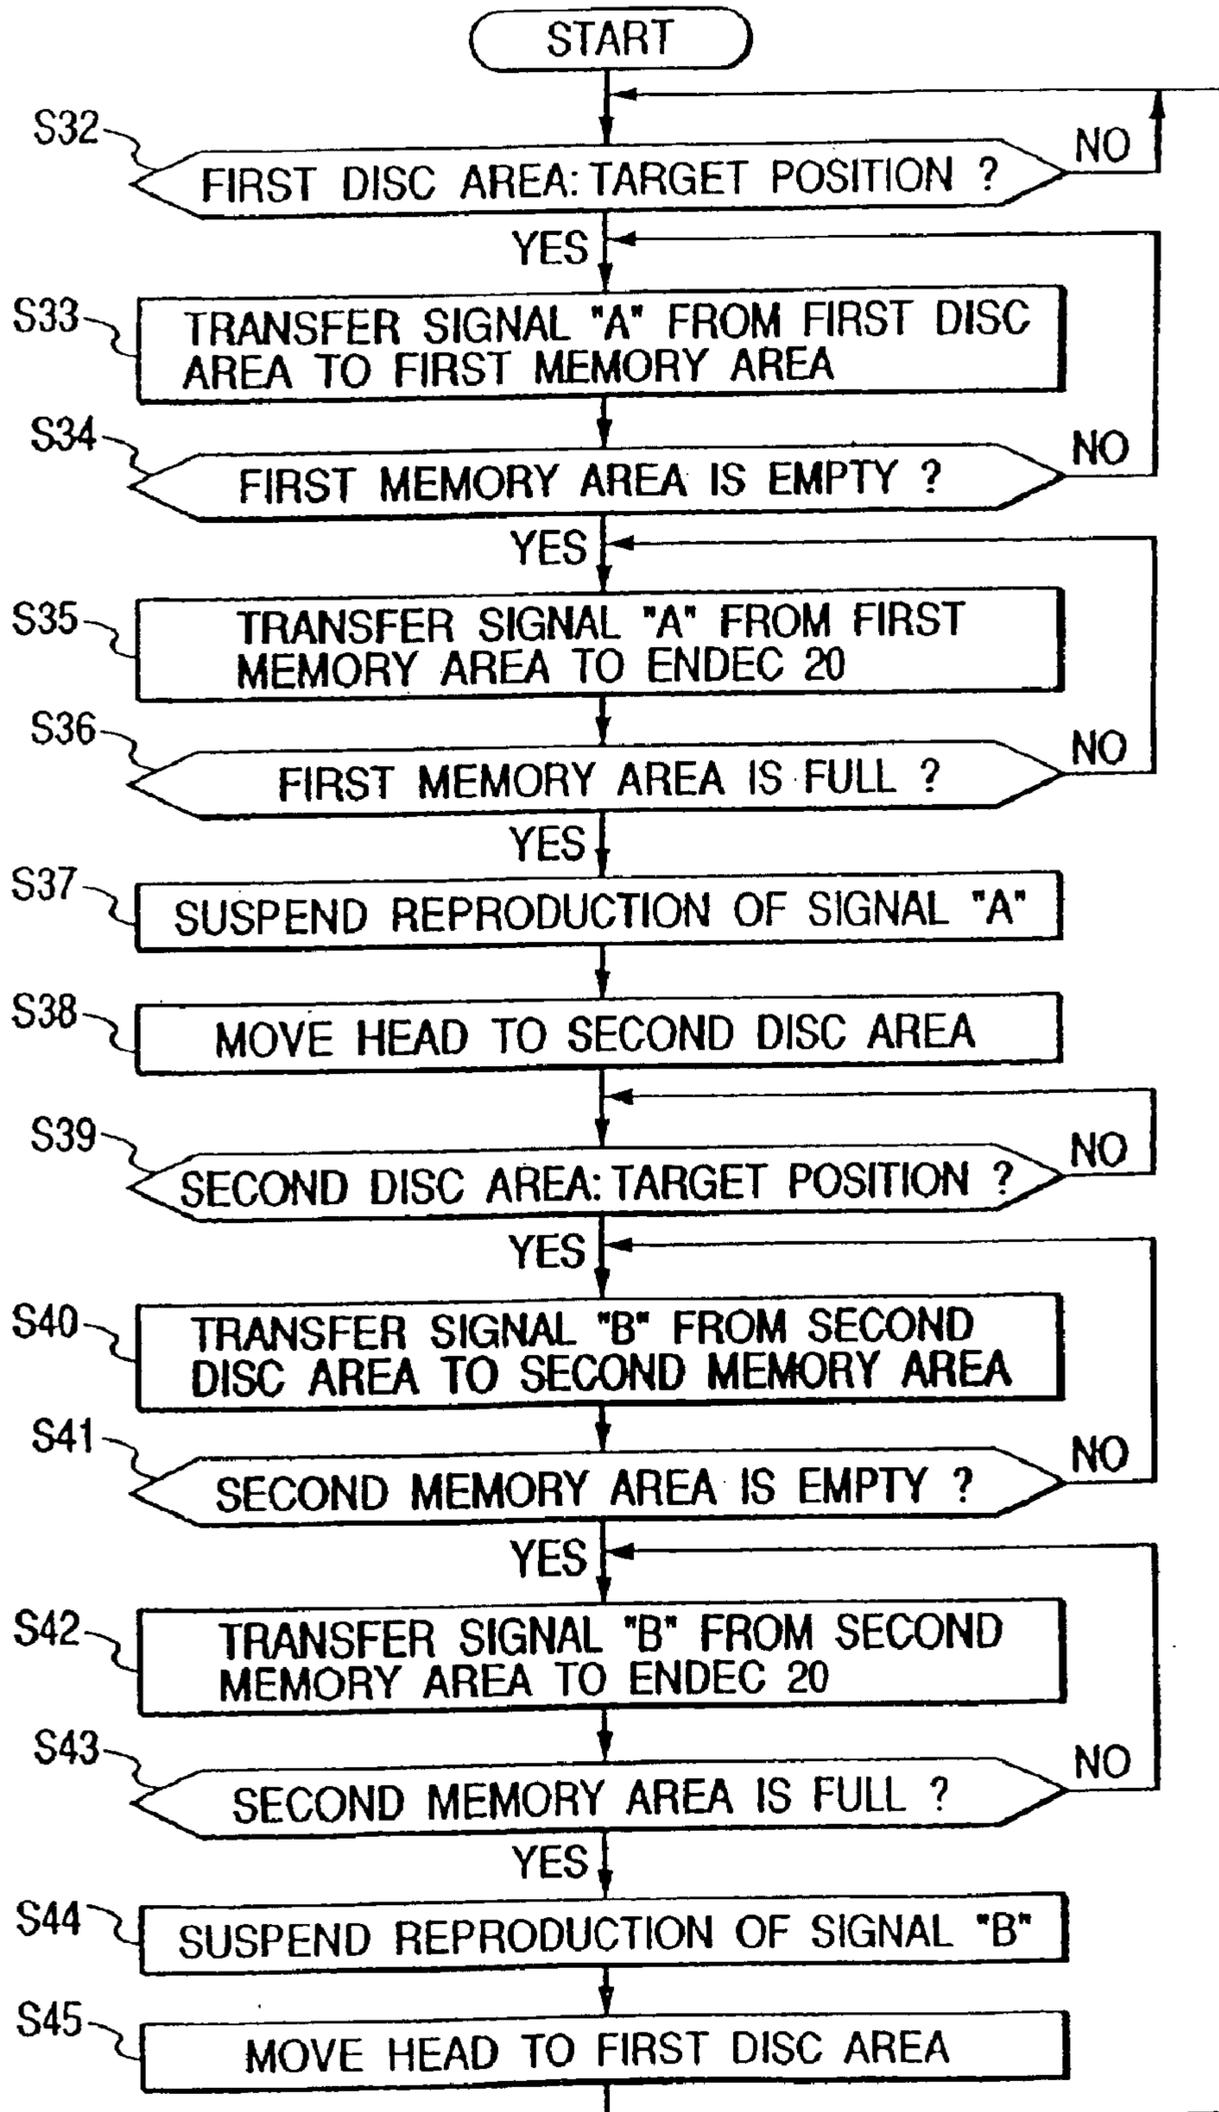 START
S32
FIRST DISC AREA: TARGET POSITION ?
NO
YES
S33
TRANSFER SIGNAL "A" FROM FIRST DISC
AREA TO FIRST MEMORY AREA
S34
FIRST MEMORY AREA IS EMPTY ?
NO
YES
S35
TRANSFER SIGNAL "A" FROM FIRST
MEMORY AREA TO ENDEC 20
S36
FIRST MEMORY AREA IS FULL ?
NO
YES
S37
SUSPEND REPRODUCTION OF SIGNAL "A"
S38
MOVE HEAD TO SECOND DISC AREA
S39
SECOND DISC AREA: TARGET POSITION ?
NO
YES
S40
TRANSFER SIGNAL "B" FROM SECOND
DISC AREA TO SECOND MEMORY AREA
S41
SECOND MEMORY AREA IS EMPTY ?
NO
YES
S42
TRANSFER SIGNAL "B" FROM SECOND
MEMORY AREA TO ENDEC 20
S43
SECOND MEMORY AREA IS FULL ?
NO
YES
S44
SUSPEND REPRODUCTION OF SIGNAL "B"
S45
MOVE HEAD TO FIRST DISC AREA